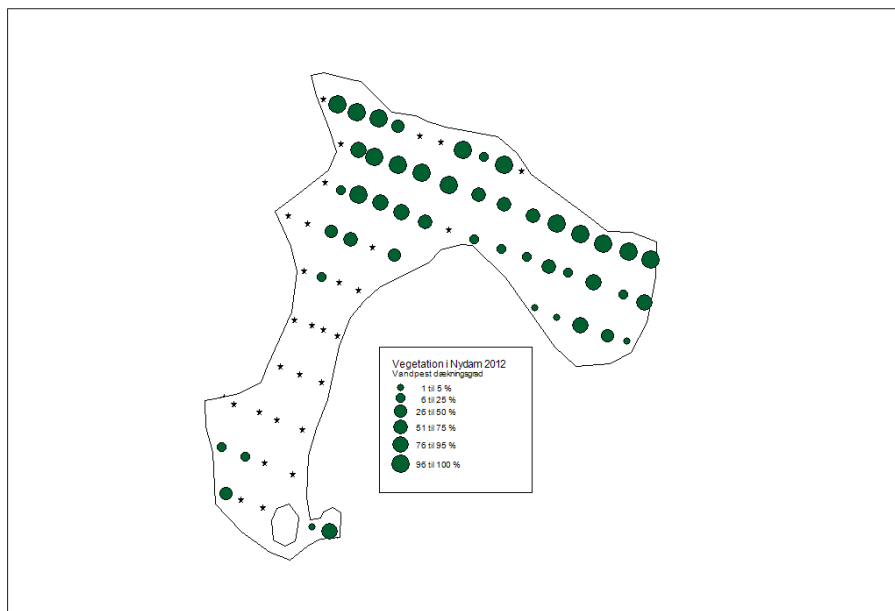 Vegetation i Nydam 2012
Vandpest dækningsgrad
1 til 5 %
6 til 25 %
26 til 50 %
51 til 75 %
76 til 95 %
96 til 100 %